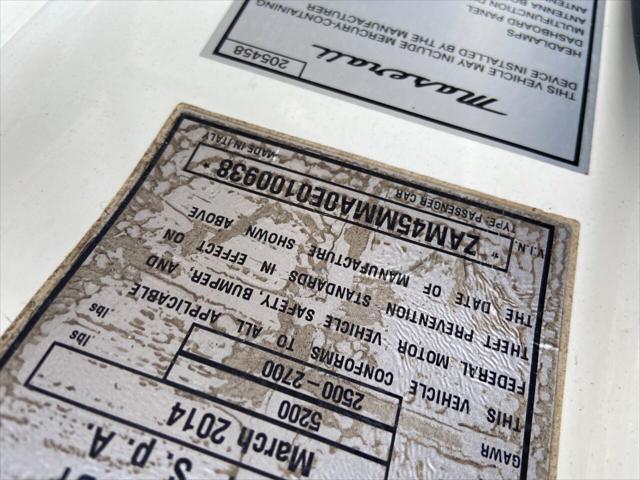 S. p. A.
March 2014
5200 .lbs
GAWR 2500-2700 .lbs
THIS VEHICLE CONFORMS TO ALL APPLICABLE
FEDERAL MOTOR VEHICLE SAFETY, BUMPER, AND
THEFT PREVENTION STANDARDS IN EFFECT ON
THE DATE OF MANUFACTURE SHOWN ABOVE
V.I.N. * ZAM45MMA0E0100938 *
TYPE: PASSENGER CAR MADE IN ITALY
Maserati 205458
THIS VEHICLE MAY INCLUDE MERCURY-CONTAINING
DEVICE INSTALLED BY THE MANUFACTURER
HEADLAMPS
DASHBOARD
MULTIFUNCTION
PANEL
ANTENNA